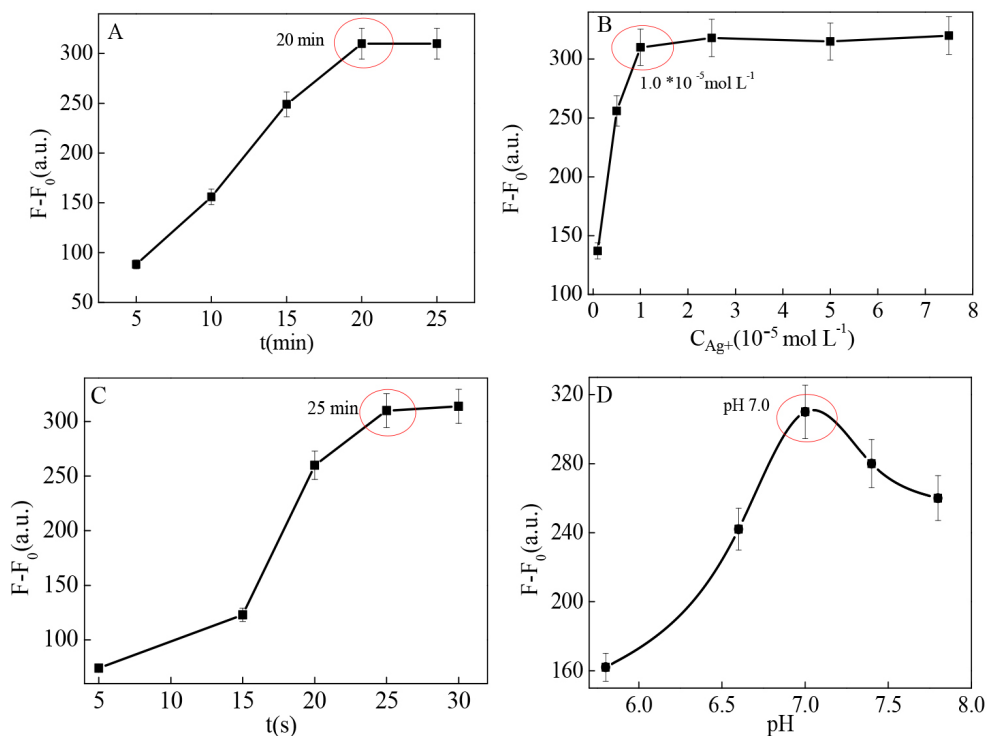 A
20 min
300
250
200
150
100
50
5 10 15 20 25
F-F₀(a.u.)
t(min)
B
1.0 *10 ⁻⁵mol L⁻¹
300
250
200
150
100
0 1 2 3 4 5 6 7 8
F-F₀(a.u.)
C_Ag+(10⁻⁵ mol L⁻¹)
C
25 min
300
200
100
5 10 15 20 25 30
F-F₀(a.u.)
t(s)
D
pH 7.0
320
280
240
200
160
6.0 6.5 7.0 7.5 8.0
F-F₀(a.u.)
pH